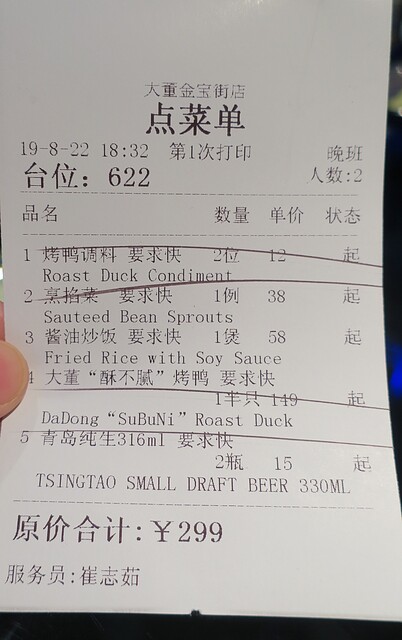 大董金宝街店
点菜单
19-8-22 18:32 第1次打印 晚班
台位：622 人数:2
品名 数量 单价 状态
1 烤鸭调料 要求快 2位 12 起
Roast Duck Condiment
2 烹掐菜 要求快 1例 38 起
Sauteed Bean Sprouts
3 酱油炒饭 要求快 1煲 58 起
Fried Rice with Soy Sauce
4 大董“酥不腻”烤鸭 要求
1半只 149 起
DaDong “SuBuNi” Roast Duck
5 青岛纯生316ml 要求快
2瓶 15 起
TSINGTAO SMALL DRAFT BEER 330ML
原价合计:￥299
服务员:崔志茹